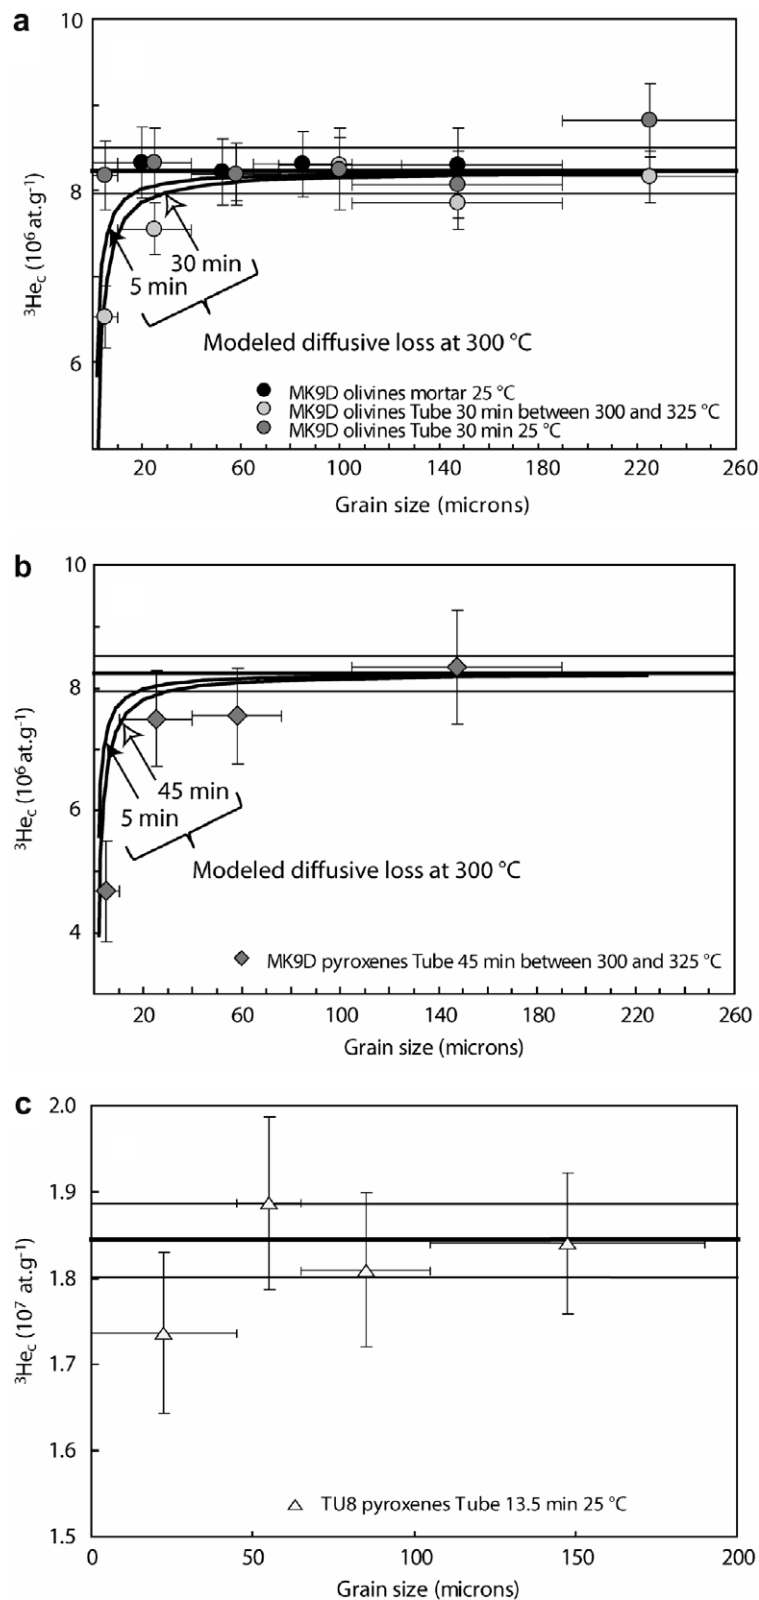 a
10
8
6
³He_c (10⁶ at.g⁻¹)
30 min
5 min
Modeled diffusive loss at 300 °C
MK9D olivines mortar 25 °C
MK9D olivines Tube 30 min between 300 and 325 °C
MK9D olivines Tube 30 min 25 °C
20 60 100 140 180 220 260
Grain size (microns)
b
10
8
6
4
³He_c (10⁶ at.g⁻¹)
45 min
5 min
Modeled diffusive loss at 300 °C
MK9D pyroxenes Tube 45 min between 300 and 325 °C
20 60 100 140 180 220 260
Grain size (microns)
c
2.0
1.9
1.8
1.7
1.6
1.5
³He_c (10⁷ at.g⁻¹)
TU8 pyroxenes Tube 13.5 min 25 °C
0 50 100 150 200
Grain size (microns)